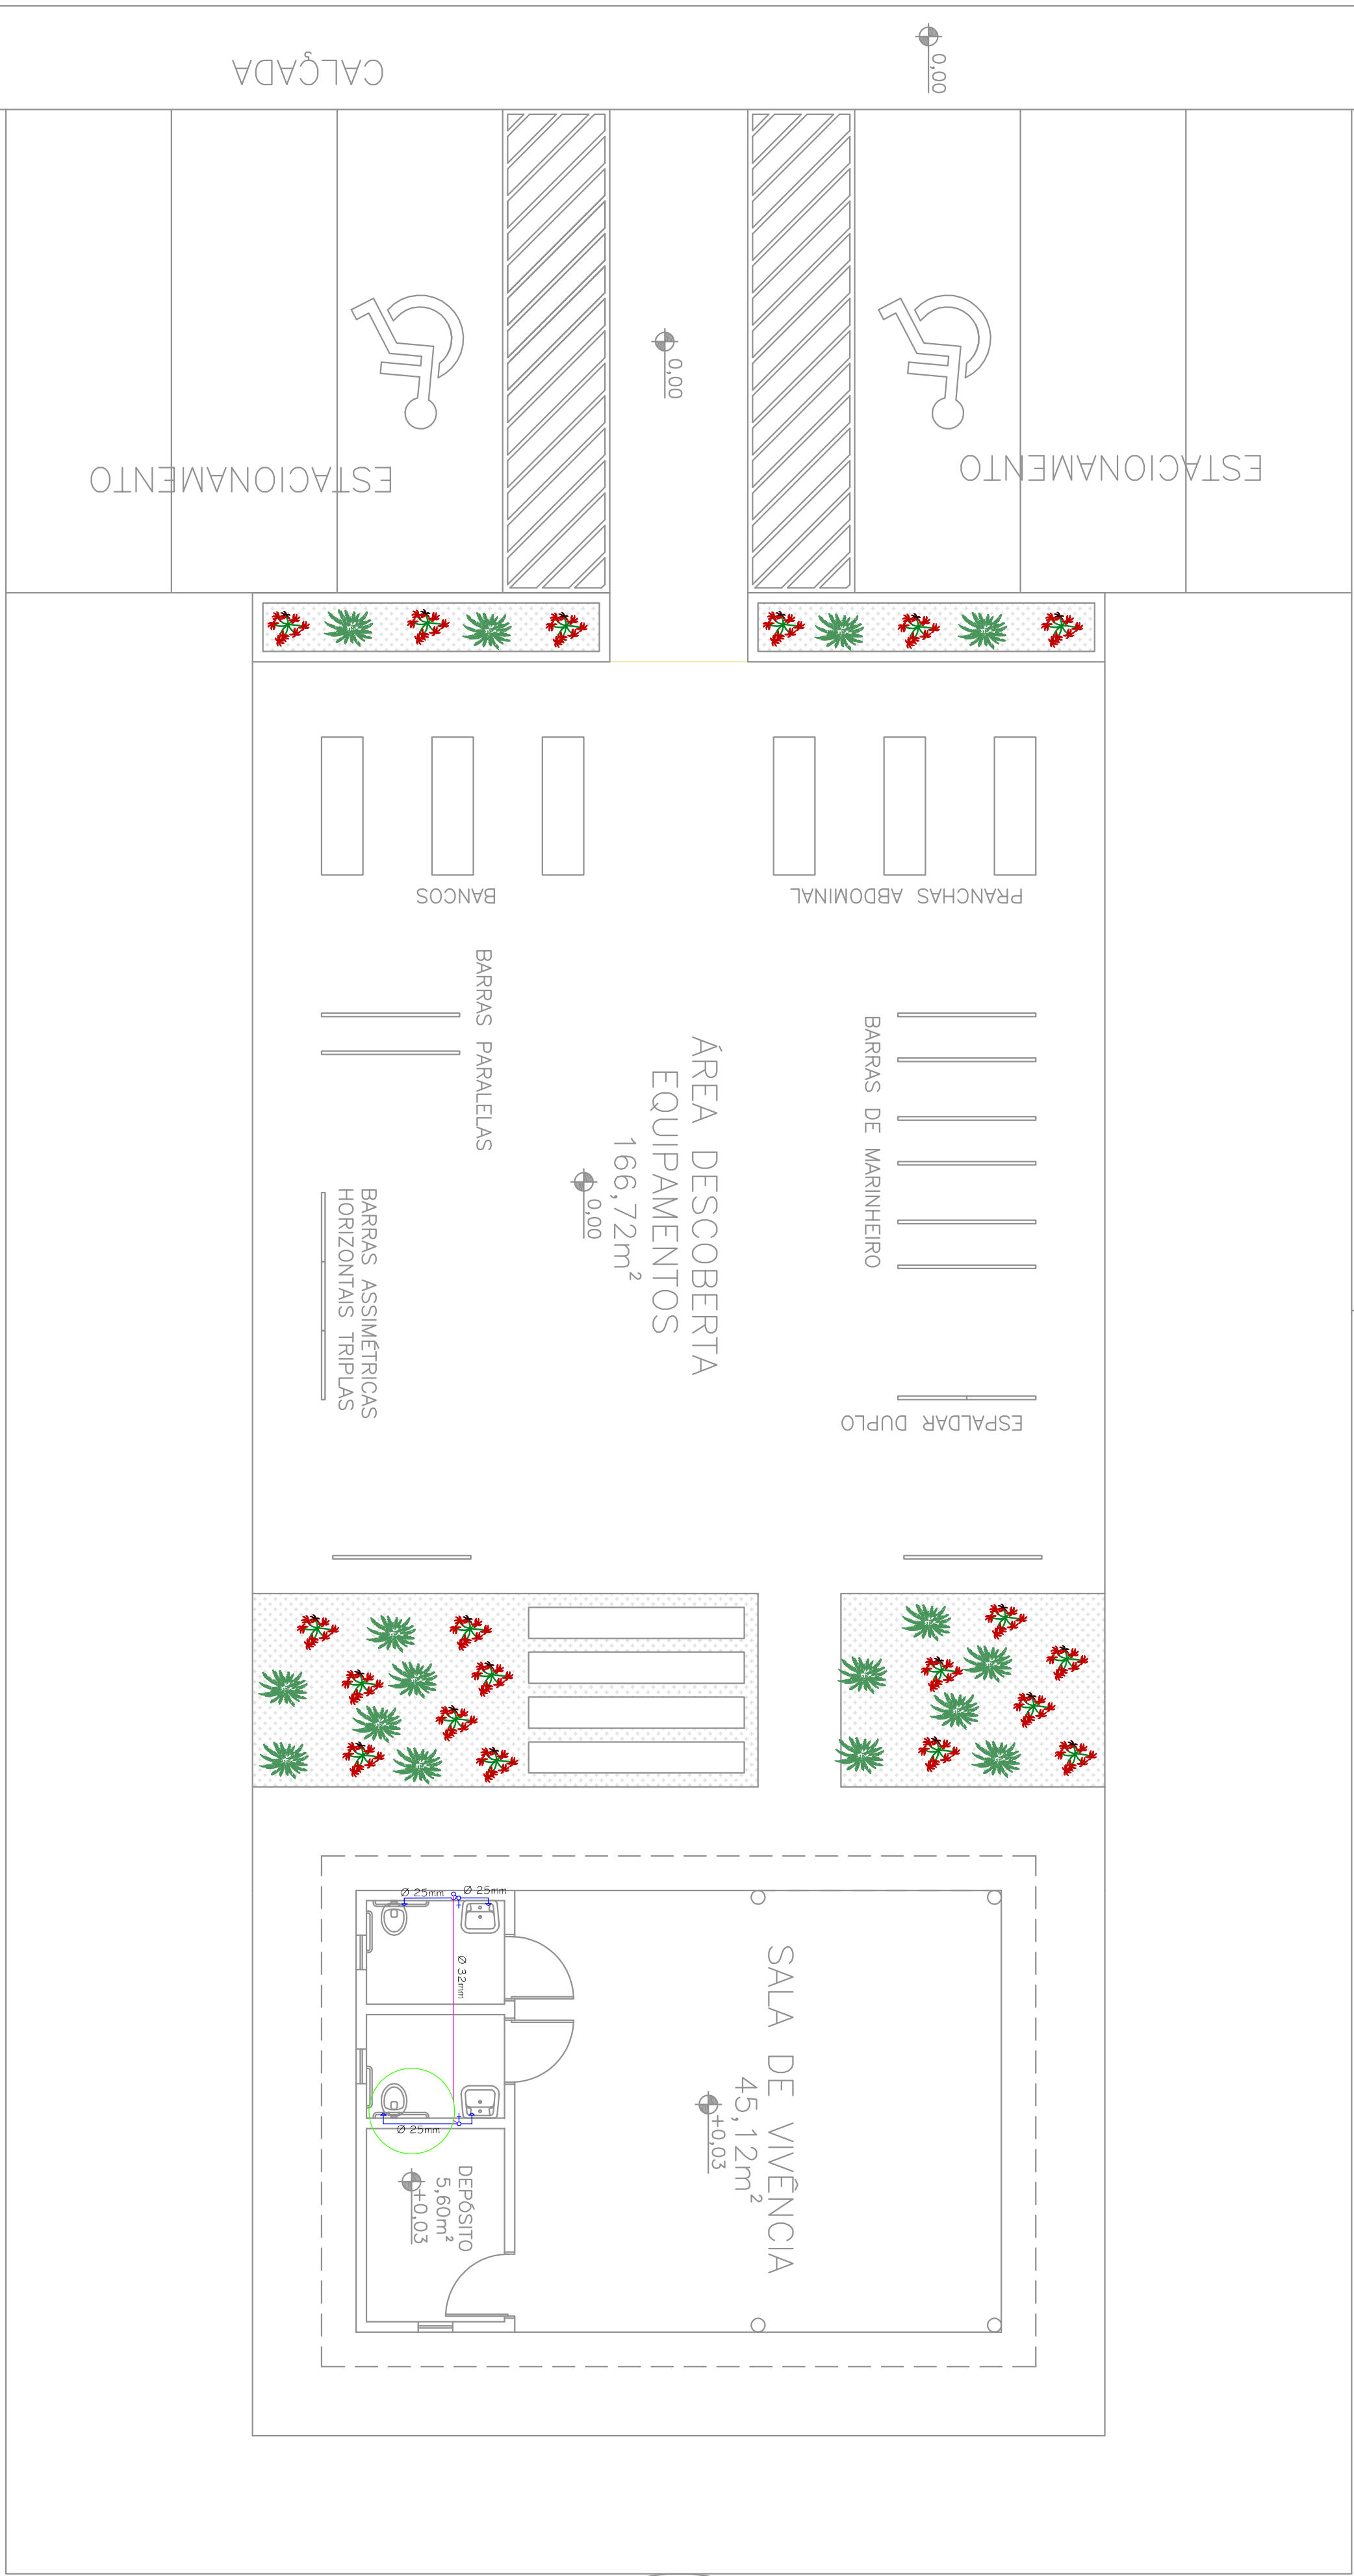 CALÇADA
0,00
0,00
ESTACIONAMENTO
ESTACIONAMENTO
BANCOS
PRANCHAS ABDOMINAL
BARRAS PARALELAS
BARRAS DE MARINHEIRO
ÁREA DESCOBERTA
EQUIPAMENTOS
166,72m²
0,00
BARRAS ASSIMÉTRICAS
HORIZONTAIS TRIPLAS
ESPALDAR DUPLO
Ø 25mm
Ø 25mm
Ø 32mm
Ø 25mm
SALA DE VIVÊNCIA
45,12m²
+0,03
DEPÓSITO
5,60m²
+0,03